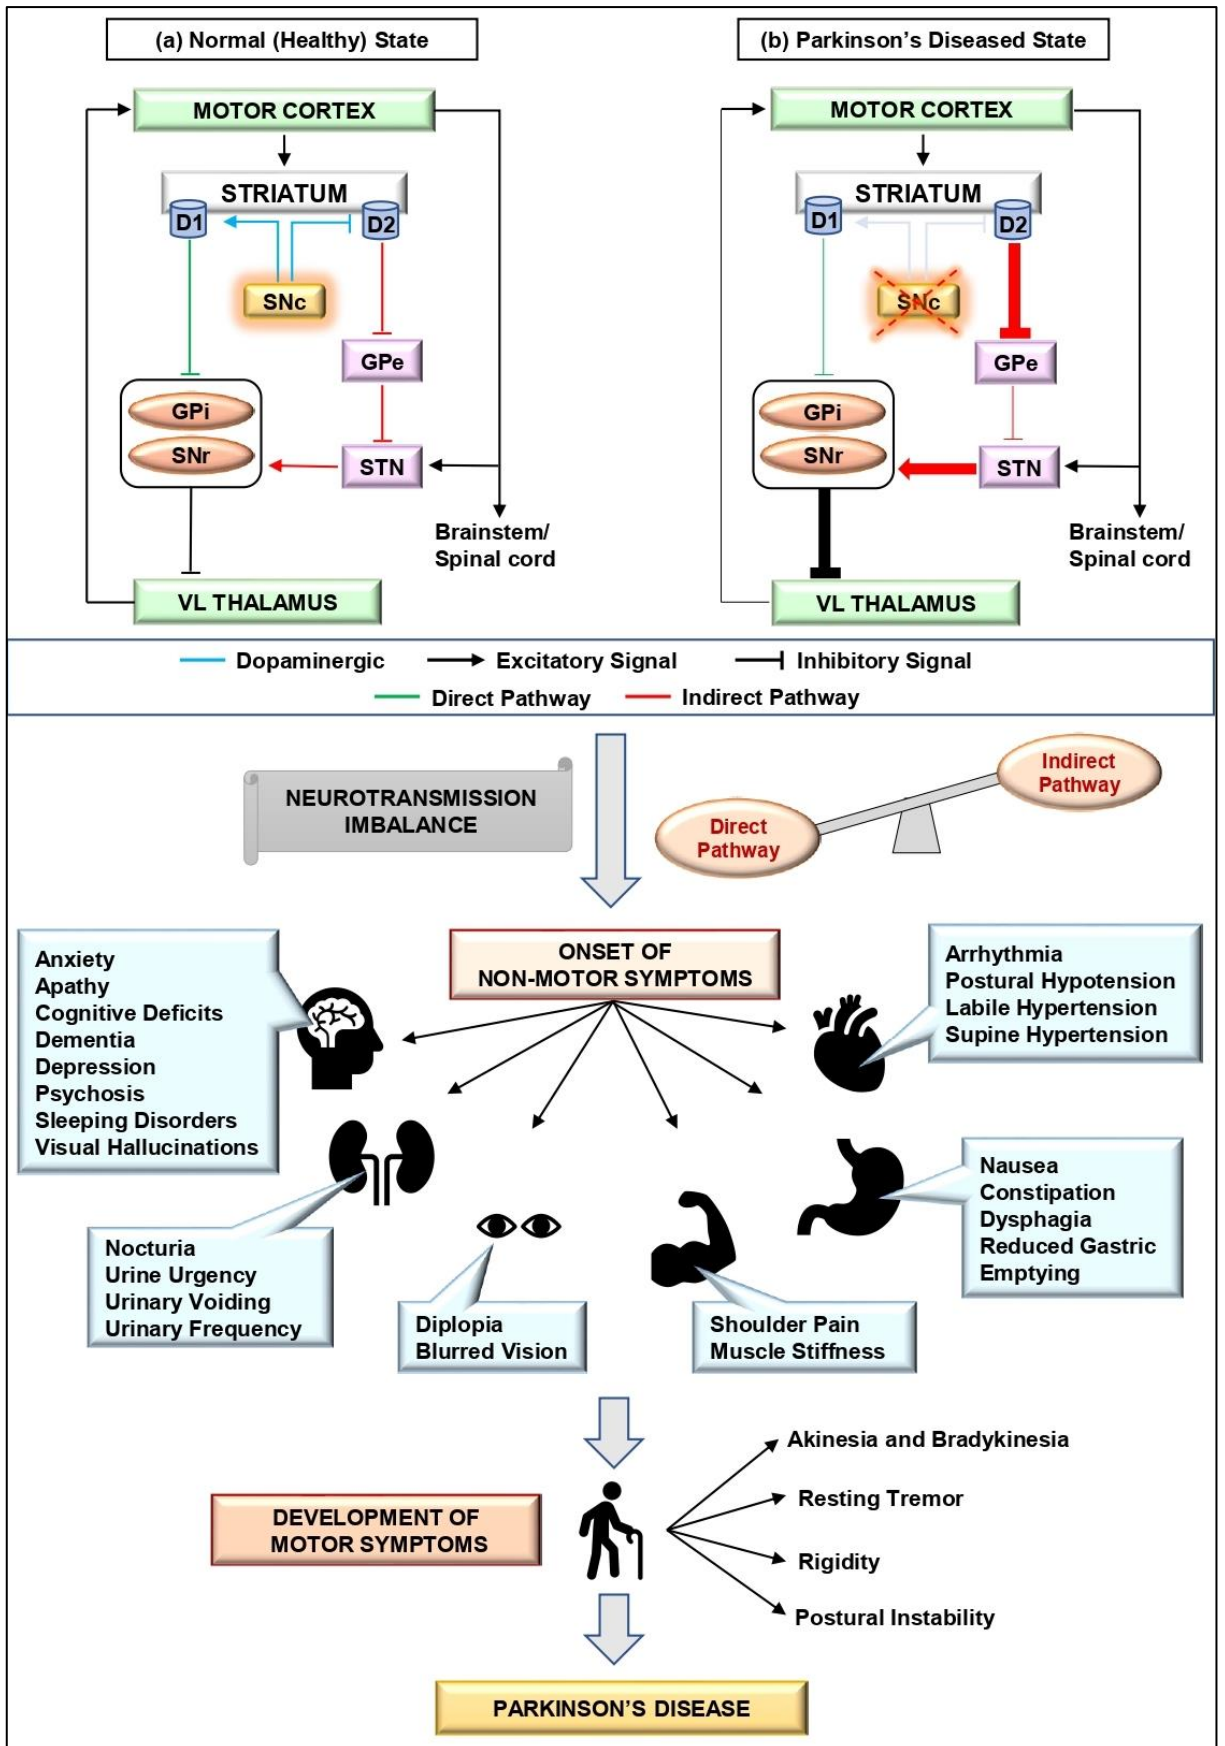 (a) Normal (Healthy) State
MOTOR CORTEX
STRIATUM
D1
D2
SNc
GPe
GPi
SNr
STN
Brainstem/
Spinal cord
VL THALAMUS
(b) Parkinson's Diseased State
MOTOR CORTEX
STRIATUM
D1
D2
SNc
GPe
GPi
SNr
STN
Brainstem/
Spinal cord
VL THALAMUS
Dopaminergic
Excitatory Signal
Inhibitory Signal
Direct Pathway
Indirect Pathway
NEUROTRANSMISSION
IMBALANCE
Indirect
Pathway
Direct
Pathway
ONSET OF
NON-MOTOR SYMPTOMS
Anxiety
Apathy
Cognitive Deficits
Dementia
Depression
Psychosis
Sleeping Disorders
Visual Hallucinations
Arrhythmia
Postural Hypotension
Labile Hypertension
Supine Hypertension
Nocturia
Urine Urgency
Urinary Voiding
Urinary Frequency
Diplopia
Blurred Vision
Shoulder Pain
Muscle Stiffness
Nausea
Constipation
Dysphagia
Reduced Gastric
Emptying
DEVELOPMENT OF
MOTOR SYMPTOMS
Akinesia and Bradykinesia
Resting Tremor
Rigidity
Postural Instability
PARKINSON'S DISEASE